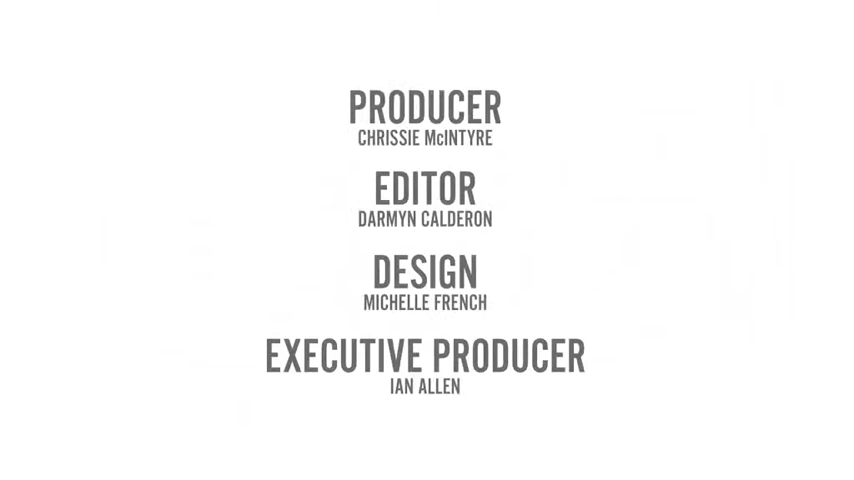 PRODUCER
CHRISSIE McINTYRE
EDITOR
DARMYN CALDERON
DESIGN
MICHELLE FRENCH
EXECUTIVE PRODUCER
IAN ALLEN